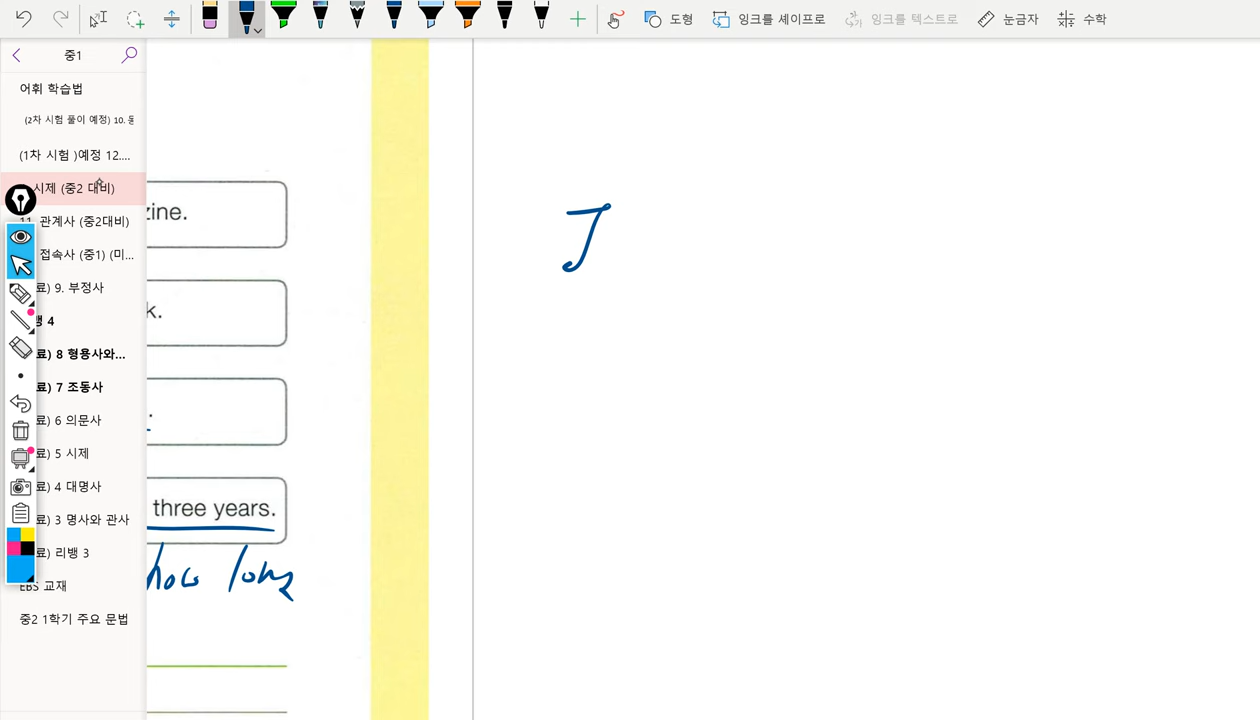 도형
잉크를 셰이프로
잉크를 텍스트로
눈금자
수학
중1
어휘 학습법
(2차 시험 풀이 예정) 10. 동
(1차 시험 )예정 12....
시제 (중2 대비)
관계사 (중2대비)
접속사 (중1) (미...
료) 9. 부정사
뱅 4
료) 8 형용사와...
료) 7 조동사
료) 6 의문사
료) 5 시제
료) 4 대명사
료) 3 명사와 관사
료) 리뱅 3
EBS 교재
중2 1학기 주요 문법
zine.
k.
three years.
how long
J